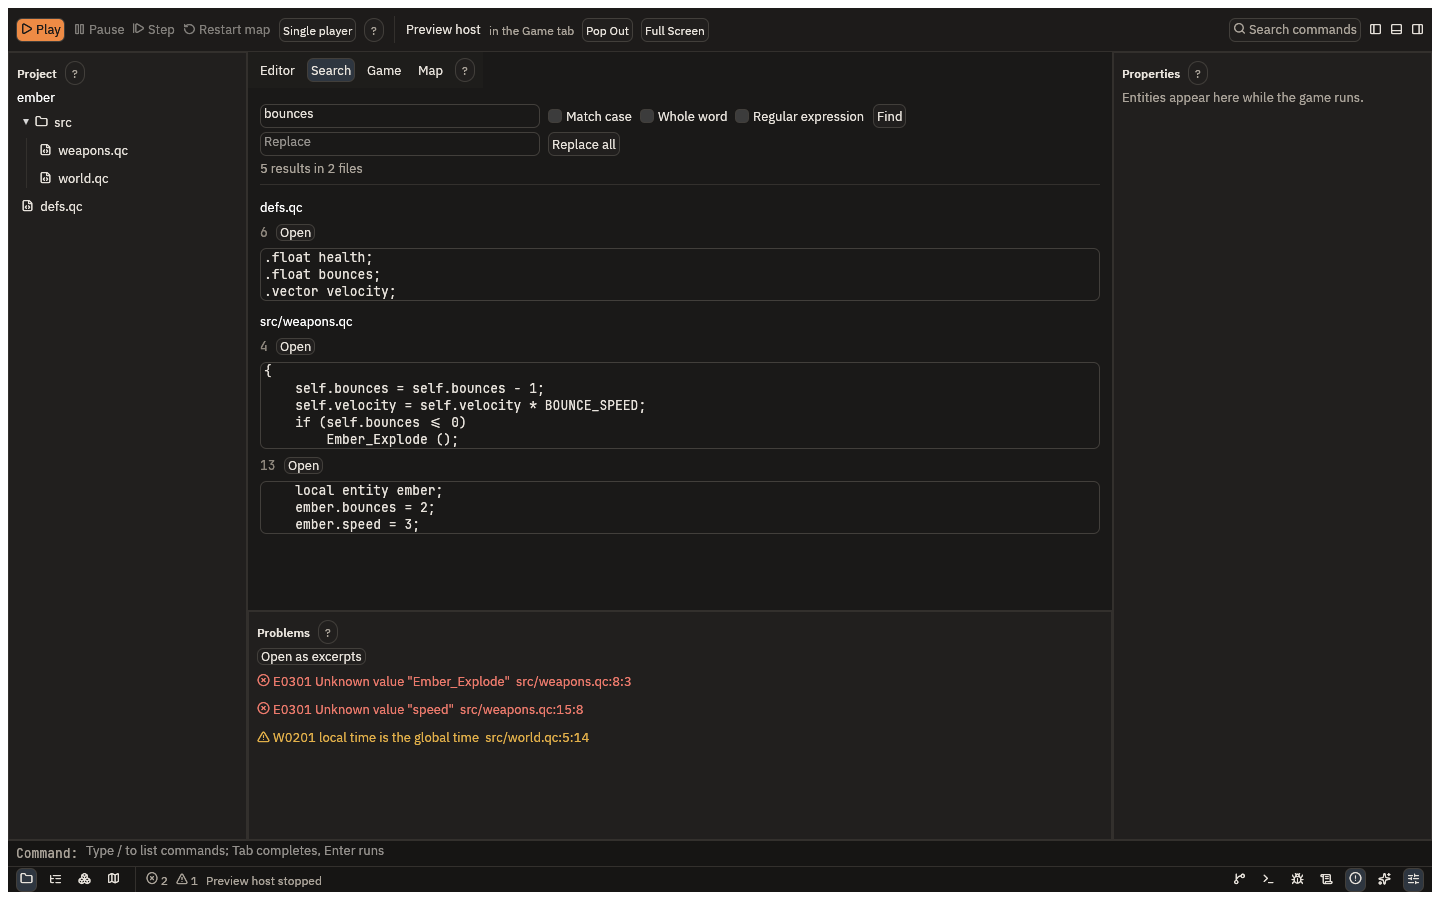 Play Pause Step Restart map Single player ? Preview host in the Game tab Pop Out Full Screen Search commands
Project ?
ember
src
weapons.qc
world.qc
defs.qc
Editor Search Game Map ?
bounces Match case Whole word Regular expression Find
Replace Replace all
5 results in 2 files
defs.qc
6 Open
.float health;
.float bounces;
.vector velocity;
src/weapons.qc
4 Open
{
    self.bounces = self.bounces - 1;
    self.velocity = self.velocity * BOUNCE_SPEED;
    if (self.bounces <= 0)
        Ember_Explode ();
13 Open
    local entity ember;
    ember.bounces = 2;
    ember.speed = 3;
Problems ?
Open as excerpts
E0301 Unknown value "Ember_Explode" src/weapons.qc:8:3
E0301 Unknown value "speed" src/weapons.qc:15:8
W0201 local time is the global time src/world.qc:5:14
Properties ?
Entities appear here while the game runs.
Command: Type / to list commands; Tab completes, Enter runs
2 1 Preview host stopped